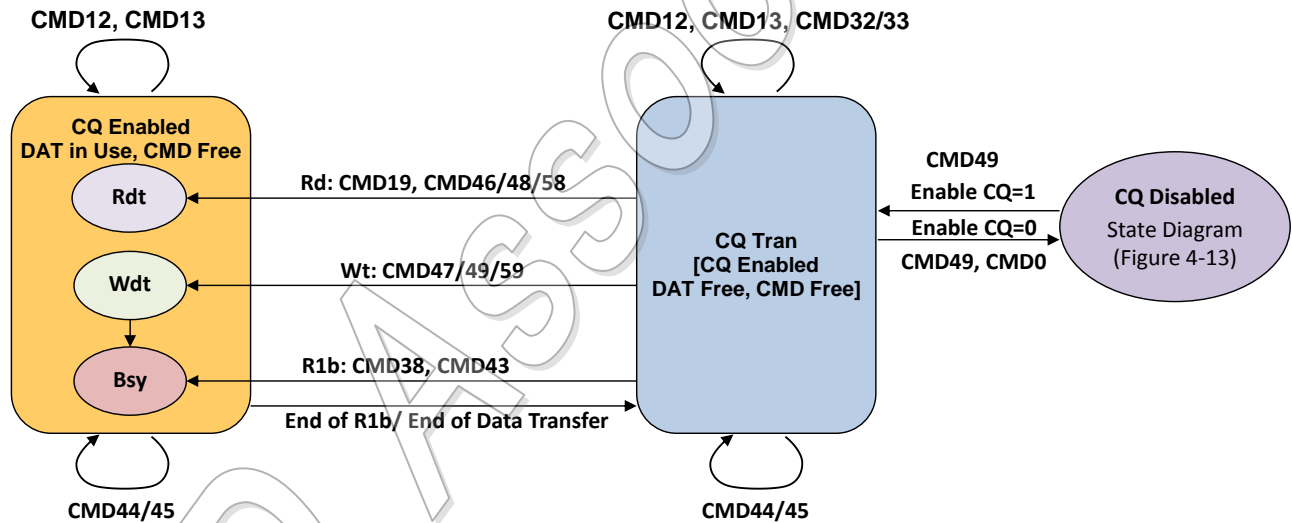 CMD12, CMD13
CMD12, CMD13, CMD32/33
CQ Enabled
DAT in Use, CMD Free
Rdt
Wdt
Bsy
Rd: CMD19, CMD46/48/58
Wt: CMD47/49/59
R1b: CMD38, CMD43
End of R1b/ End of Data Transfer
CQ Tran
[CQ Enabled
DAT Free, CMD Free]
CMD49
Enable CQ=1
Enable CQ=0
CMD49, CMD0
CQ Disabled
State Diagram
(Figure 4-13)
CMD44/45
CMD44/45